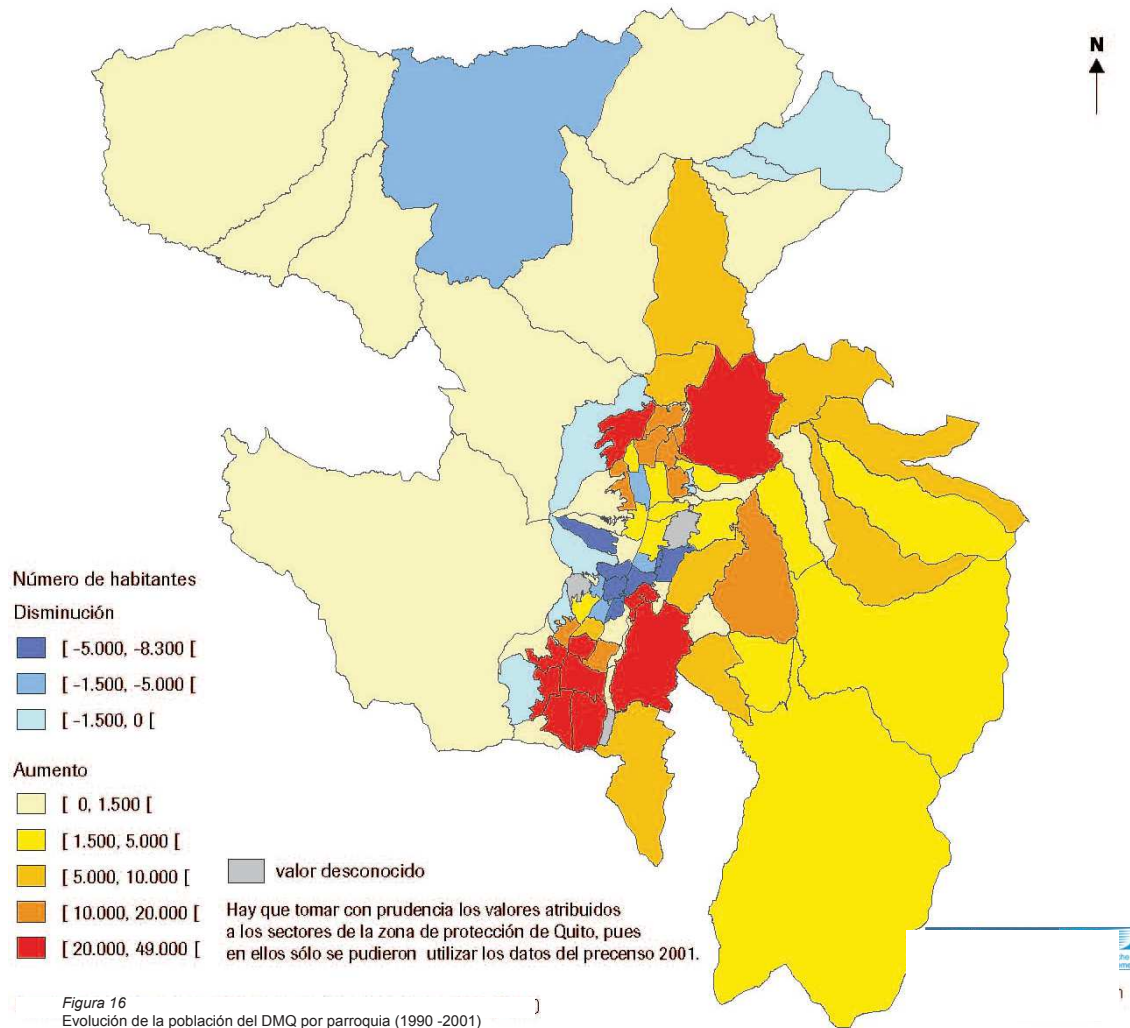 N
Número de habitantes
Disminución
[ -5.000, -8.300 [
[ -1.500, -5.000 [
[ -1.500, 0 [
Aumento
[ 0, 1.500 [
[ 1.500, 5.000 [
[ 5.000, 10.000 [
[ 10.000, 20.000 [
[ 20.000, 49.000 [
valor desconocido
Hay que tomar con prudencia los valores atribuidos
a los sectores de la zona de protección de Quito, pues
en ellos sólo se pudieron utilizar los datos del precenso 2001.
Figura 16
Evolución de la población del DMQ por parroquia (1990 -2001)